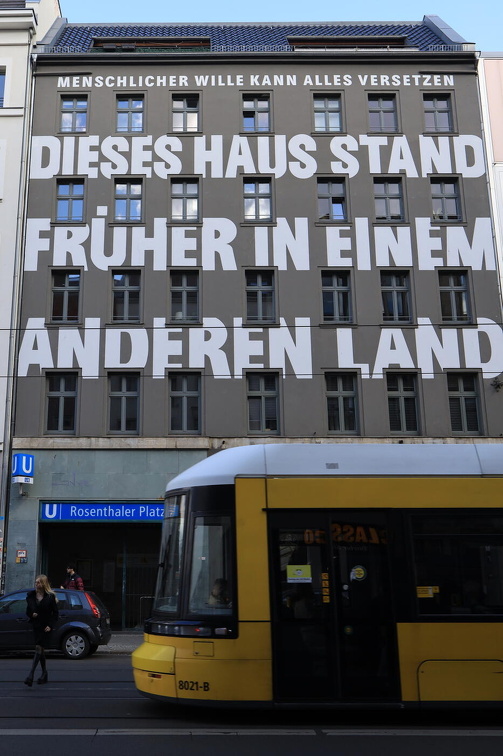 MENSCHLICHER WILLE KANN ALLES VERSETZEN
DIESES HAUS STAND
FRÜHER IN EINEM
ANDEREN LAND
U U
U Rosenthaler Platz
8021-B